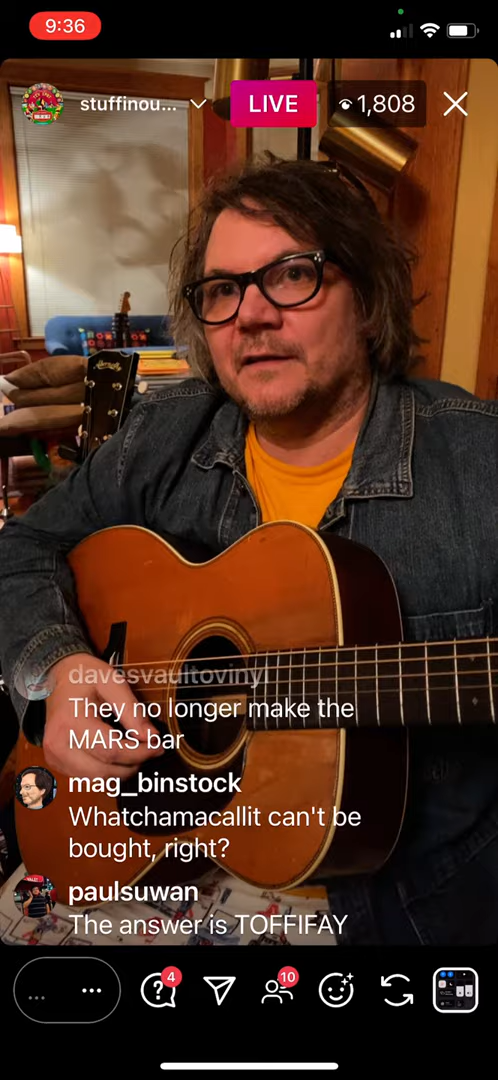 9:36
stuffinou...
LIVE
1,808
davesvaultovinyl
They no longer make the
MARS bar
mag_binstock
Whatchamacallit can't be
bought, right?
paulsuwan
The answer is TOFFIFAY
4
10